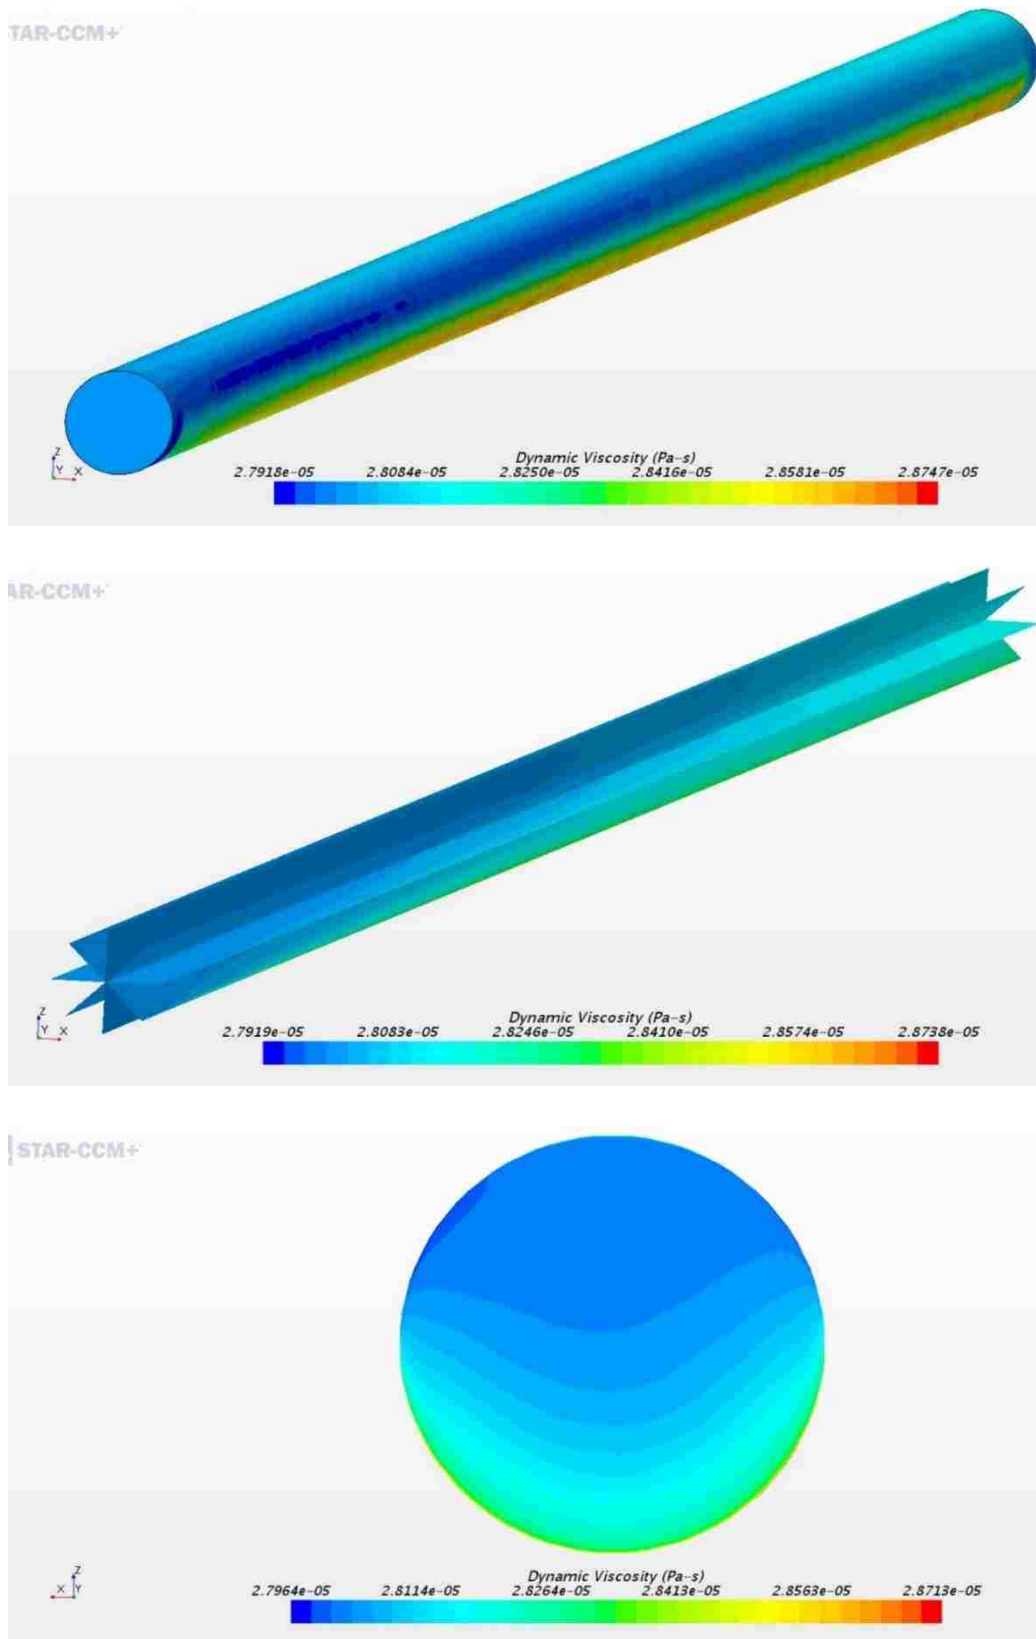 TAR-CCM+
Z
Y X
Dynamic Viscosity (Pa-s)
2.7918e-05 2.8084e-05 2.8250e-05 2.8416e-05 2.8581e-05 2.8747e-05
AR-CCM+
Z
Y X
Dynamic Viscosity (Pa-s)
2.7919e-05 2.8083e-05 2.8246e-05 2.8410e-05 2.8574e-05 2.8738e-05
STAR-CCM+
Z
X Y
Dynamic Viscosity (Pa-s)
2.7964e-05 2.8114e-05 2.8264e-05 2.8413e-05 2.8563e-05 2.8713e-05